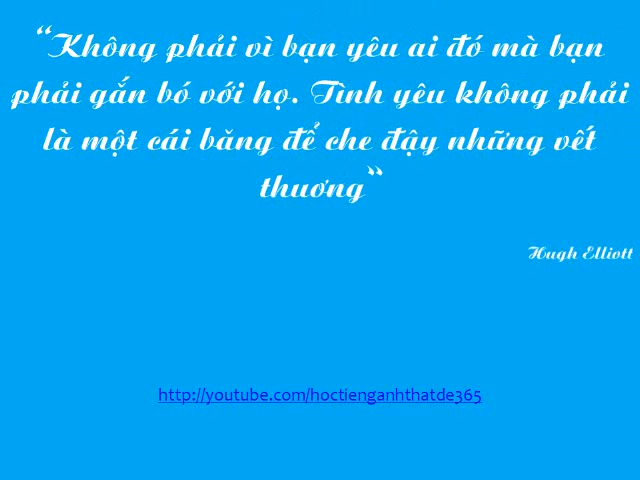 “Không phải vì bạn yêu ai đó mà bạn
phải gắn bó với họ. Tình yêu không phải
là một cái băng để che đậy những vết
thương”
Hugh Elliott
http://youtube.com/hoctienganhthatde365